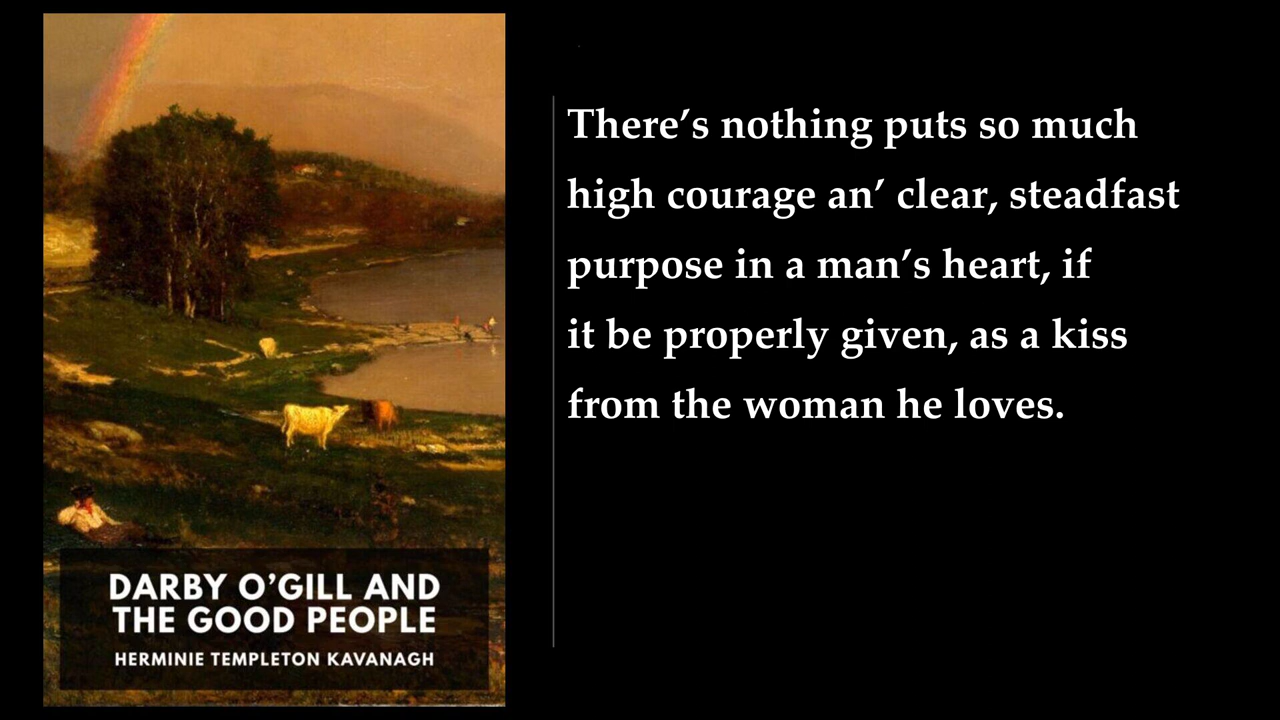 There’s nothing puts so much
high courage an’ clear, steadfast
purpose in a man’s heart, if
it be properly given, as a kiss
from the woman he loves.
DARBY O’GILL AND
THE GOOD PEOPLE
HERMINIE TEMPLETON KAVANAGH